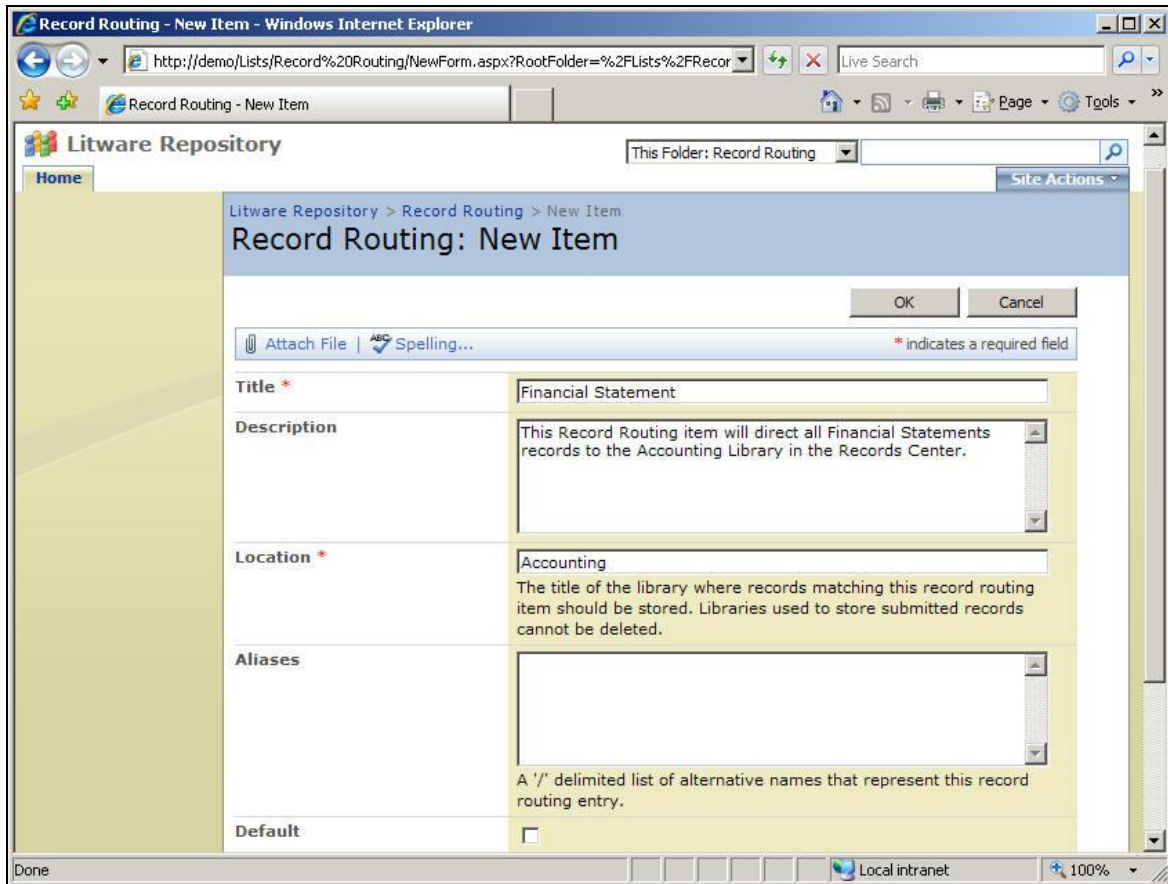 Record Routing - New Item - Windows Internet Explorer
http://demo/Lists/Record%20Routing/NewForm.aspx?RootFolder=%2FLists%2FRecor
Live Search
Record Routing - New Item
Page
Tools
»
Litware Repository
This Folder: Record Routing
Home
Site Actions
Litware Repository > Record Routing > New Item
Record Routing: New Item
OK
Cancel
Attach File | ABC Spelling...
* indicates a required field
Title *
Financial Statement
Description
This Record Routing item will direct all Financial Statements
records to the Accounting Library in the Records Center.
Location *
Accounting
The title of the library where records matching this record routing
item should be stored. Libraries used to store submitted records
cannot be deleted.
Aliases
A '/' delimited list of alternative names that represent this record
routing entry.
Default
Done
Local intranet
100%